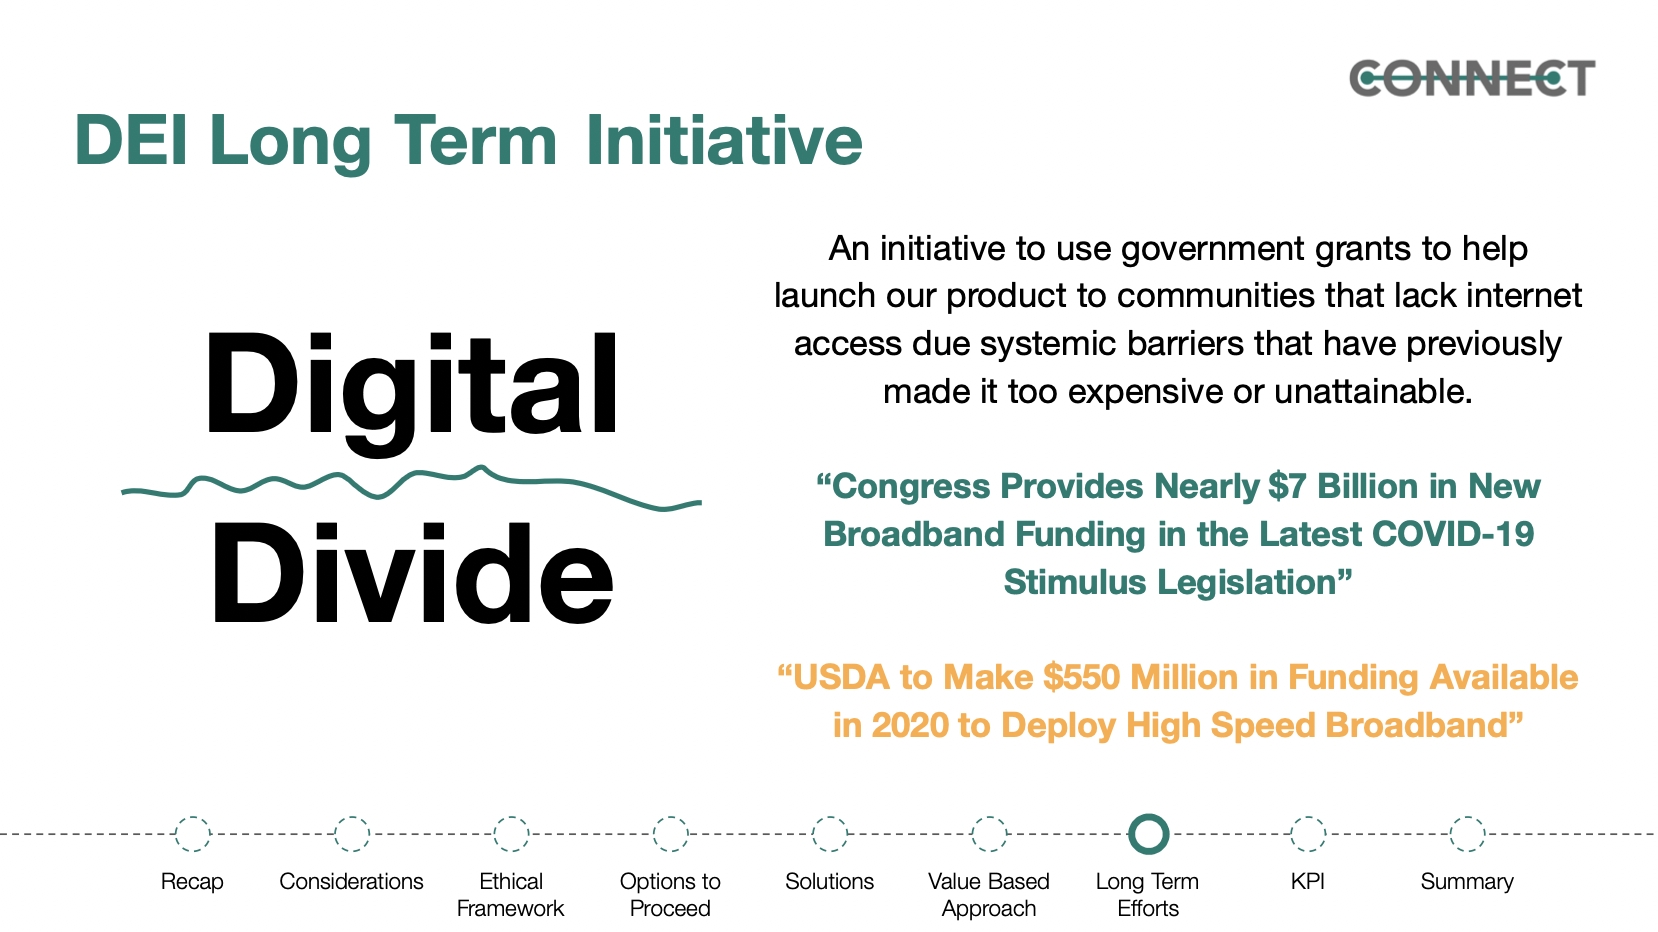 CONNECT
DEI Long Term Initiative
Digital
Divide
An initiative to use government grants to help
launch our product to communities that lack internet
access due systemic barriers that have previously
made it too expensive or unattainable.
“Congress Provides Nearly $7 Billion in New
Broadband Funding in the Latest COVID-19
Stimulus Legislation”
“USDA to Make $550 Million in Funding Available
in 2020 to Deploy High Speed Broadband”
Recap
Considerations
Ethical
Framework
Options to
Proceed
Solutions
Value Based
Approach
Long Term
Efforts
KPI
Summary